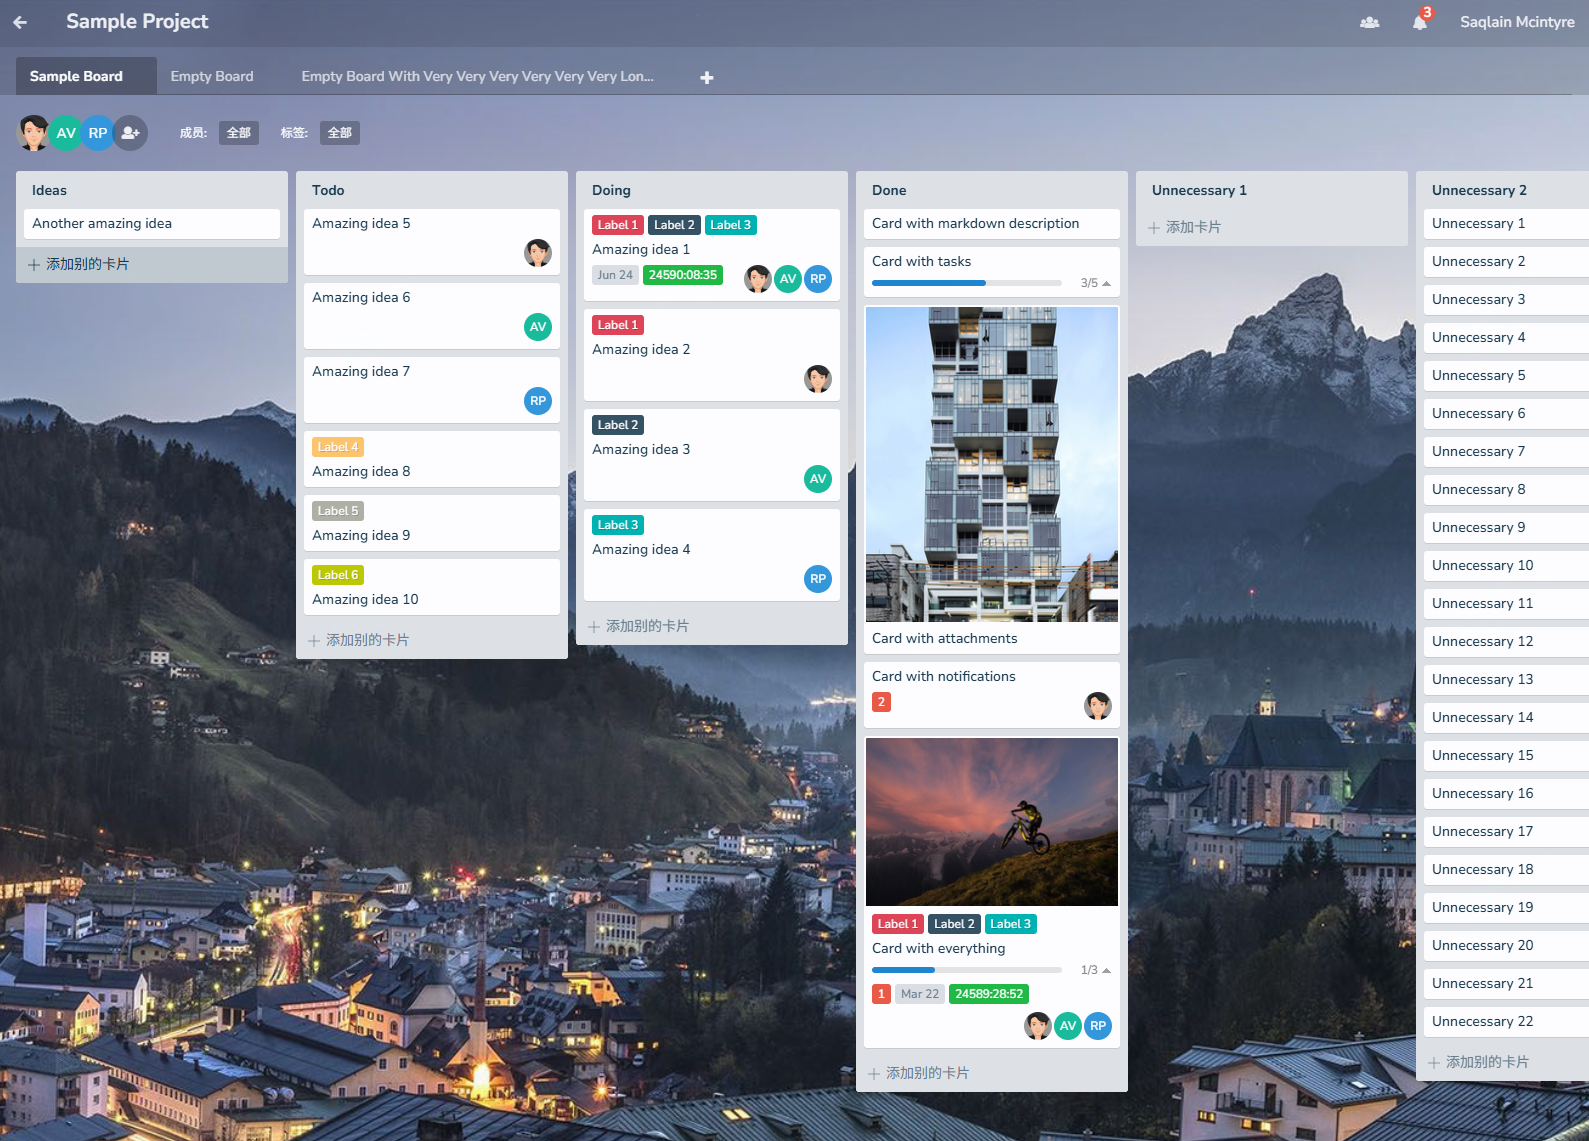 Sample Project
3
Saqlain Mcintyre
Sample Board
Empty Board
Empty Board With Very Very Very Very Very Very Lon...
AV
RP
成员:
全部
标签:
全部
Ideas
Another amazing idea
添加别的卡片
Todo
Amazing idea 5
Amazing idea 6
AV
Amazing idea 7
RP
Label 4
Amazing idea 8
Label 5
Amazing idea 9
Label 6
Amazing idea 10
添加别的卡片
Doing
Label 1 Label 2 Label 3
Amazing idea 1
Jun 24 24590:08:35 AV RP
Label 1
Amazing idea 2
Label 2
Amazing idea 3
AV
Label 3
Amazing idea 4
RP
添加别的卡片
Done
Card with markdown description
Card with tasks
3/5
Card with attachments
Card with notifications
2
Label 1 Label 2 Label 3
Card with everything
1/3
1 Mar 22 24589:28:52
AV RP
添加别的卡片
Unnecessary 1
添加卡片
Unnecessary 2
Unnecessary 1
Unnecessary 2
Unnecessary 3
Unnecessary 4
Unnecessary 5
Unnecessary 6
Unnecessary 7
Unnecessary 8
Unnecessary 9
Unnecessary 10
Unnecessary 11
Unnecessary 12
Unnecessary 13
Unnecessary 14
Unnecessary 15
Unnecessary 16
Unnecessary 17
Unnecessary 18
Unnecessary 19
Unnecessary 20
Unnecessary 21
Unnecessary 22
添加别的卡片